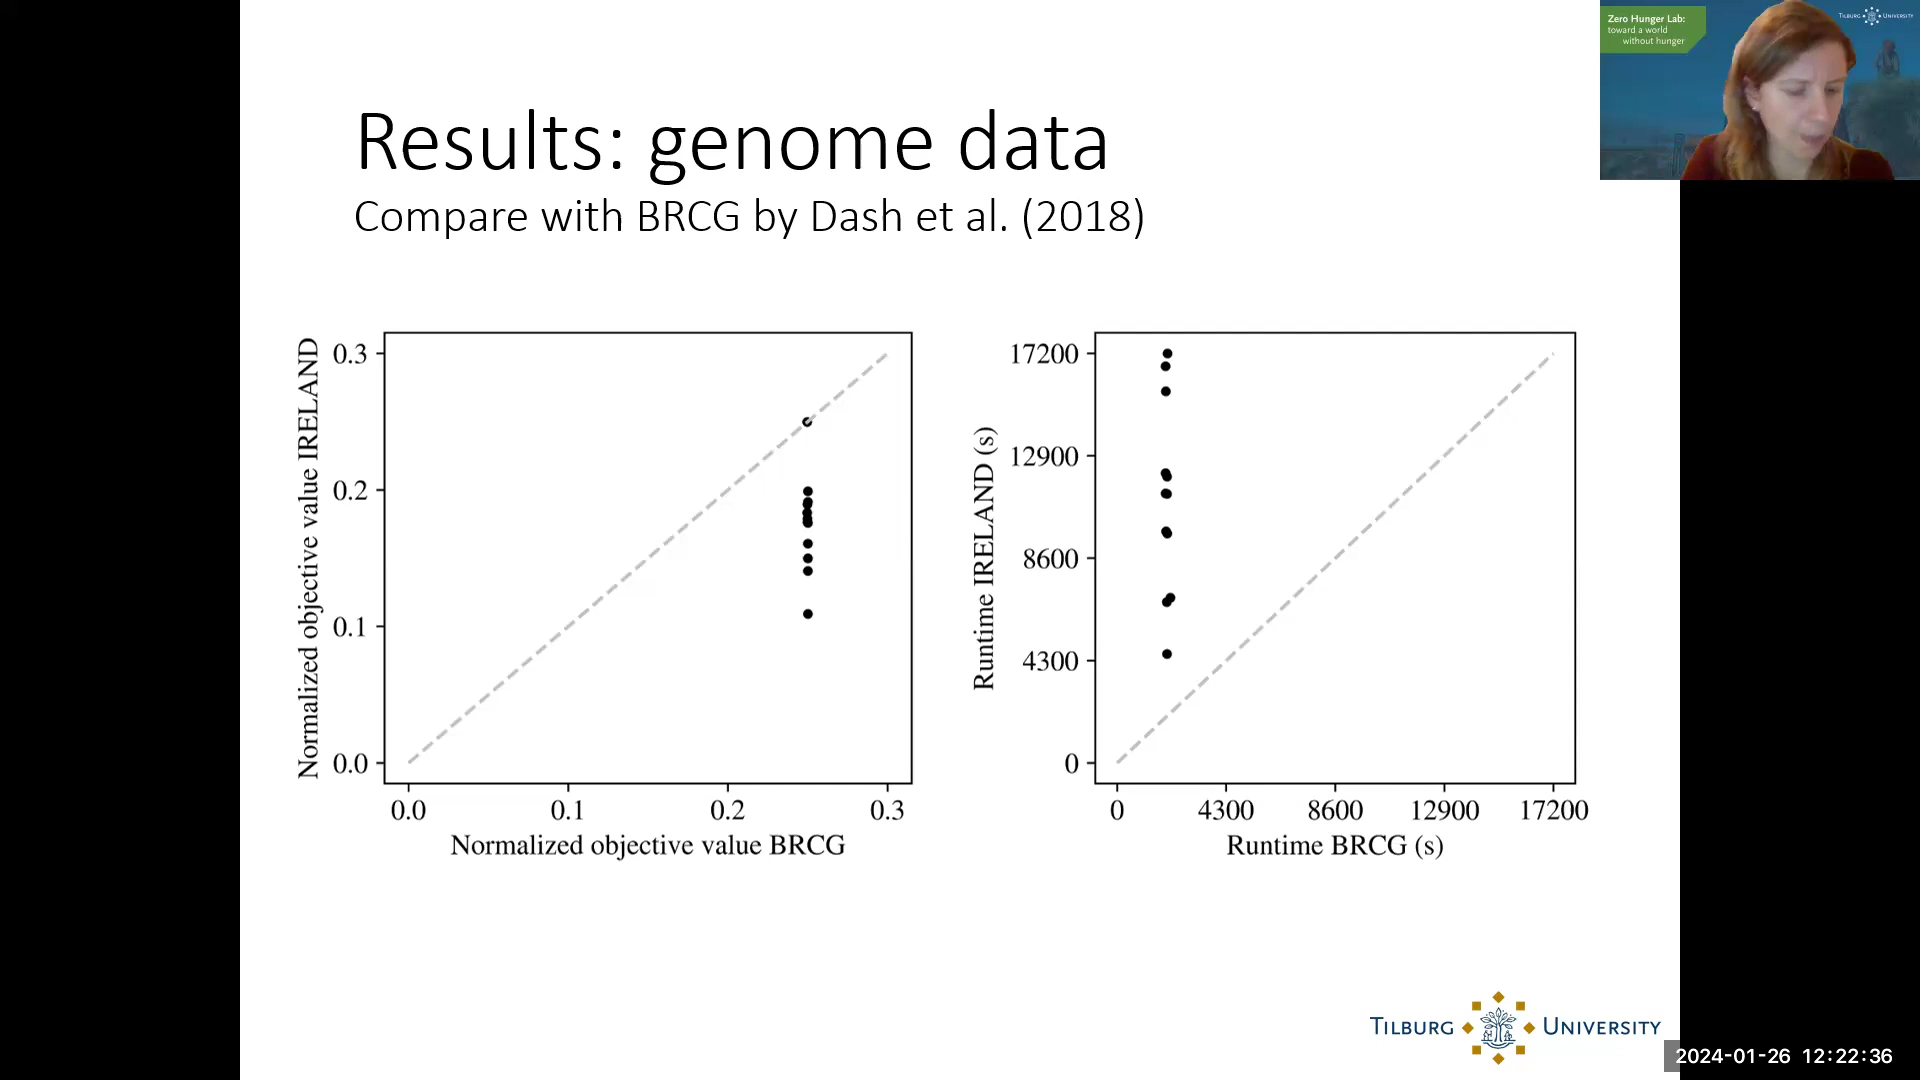 Zero Hunger Lab:
toward a world
without hunger
TILBURG UNIVERSITY
Results: genome data
Compare with BRCG by Dash et al. (2018)
Normalized objective value IRELAND
0.3
0.2
0.1
0.0
0.0 0.1 0.2 0.3
Normalized objective value BRCG
Runtime IRELAND (s)
17200
12900
8600
4300
0
0 4300 8600 12900 17200
Runtime BRCG (s)
TILBURG UNIVERSITY
2024-01-26 12:22:36